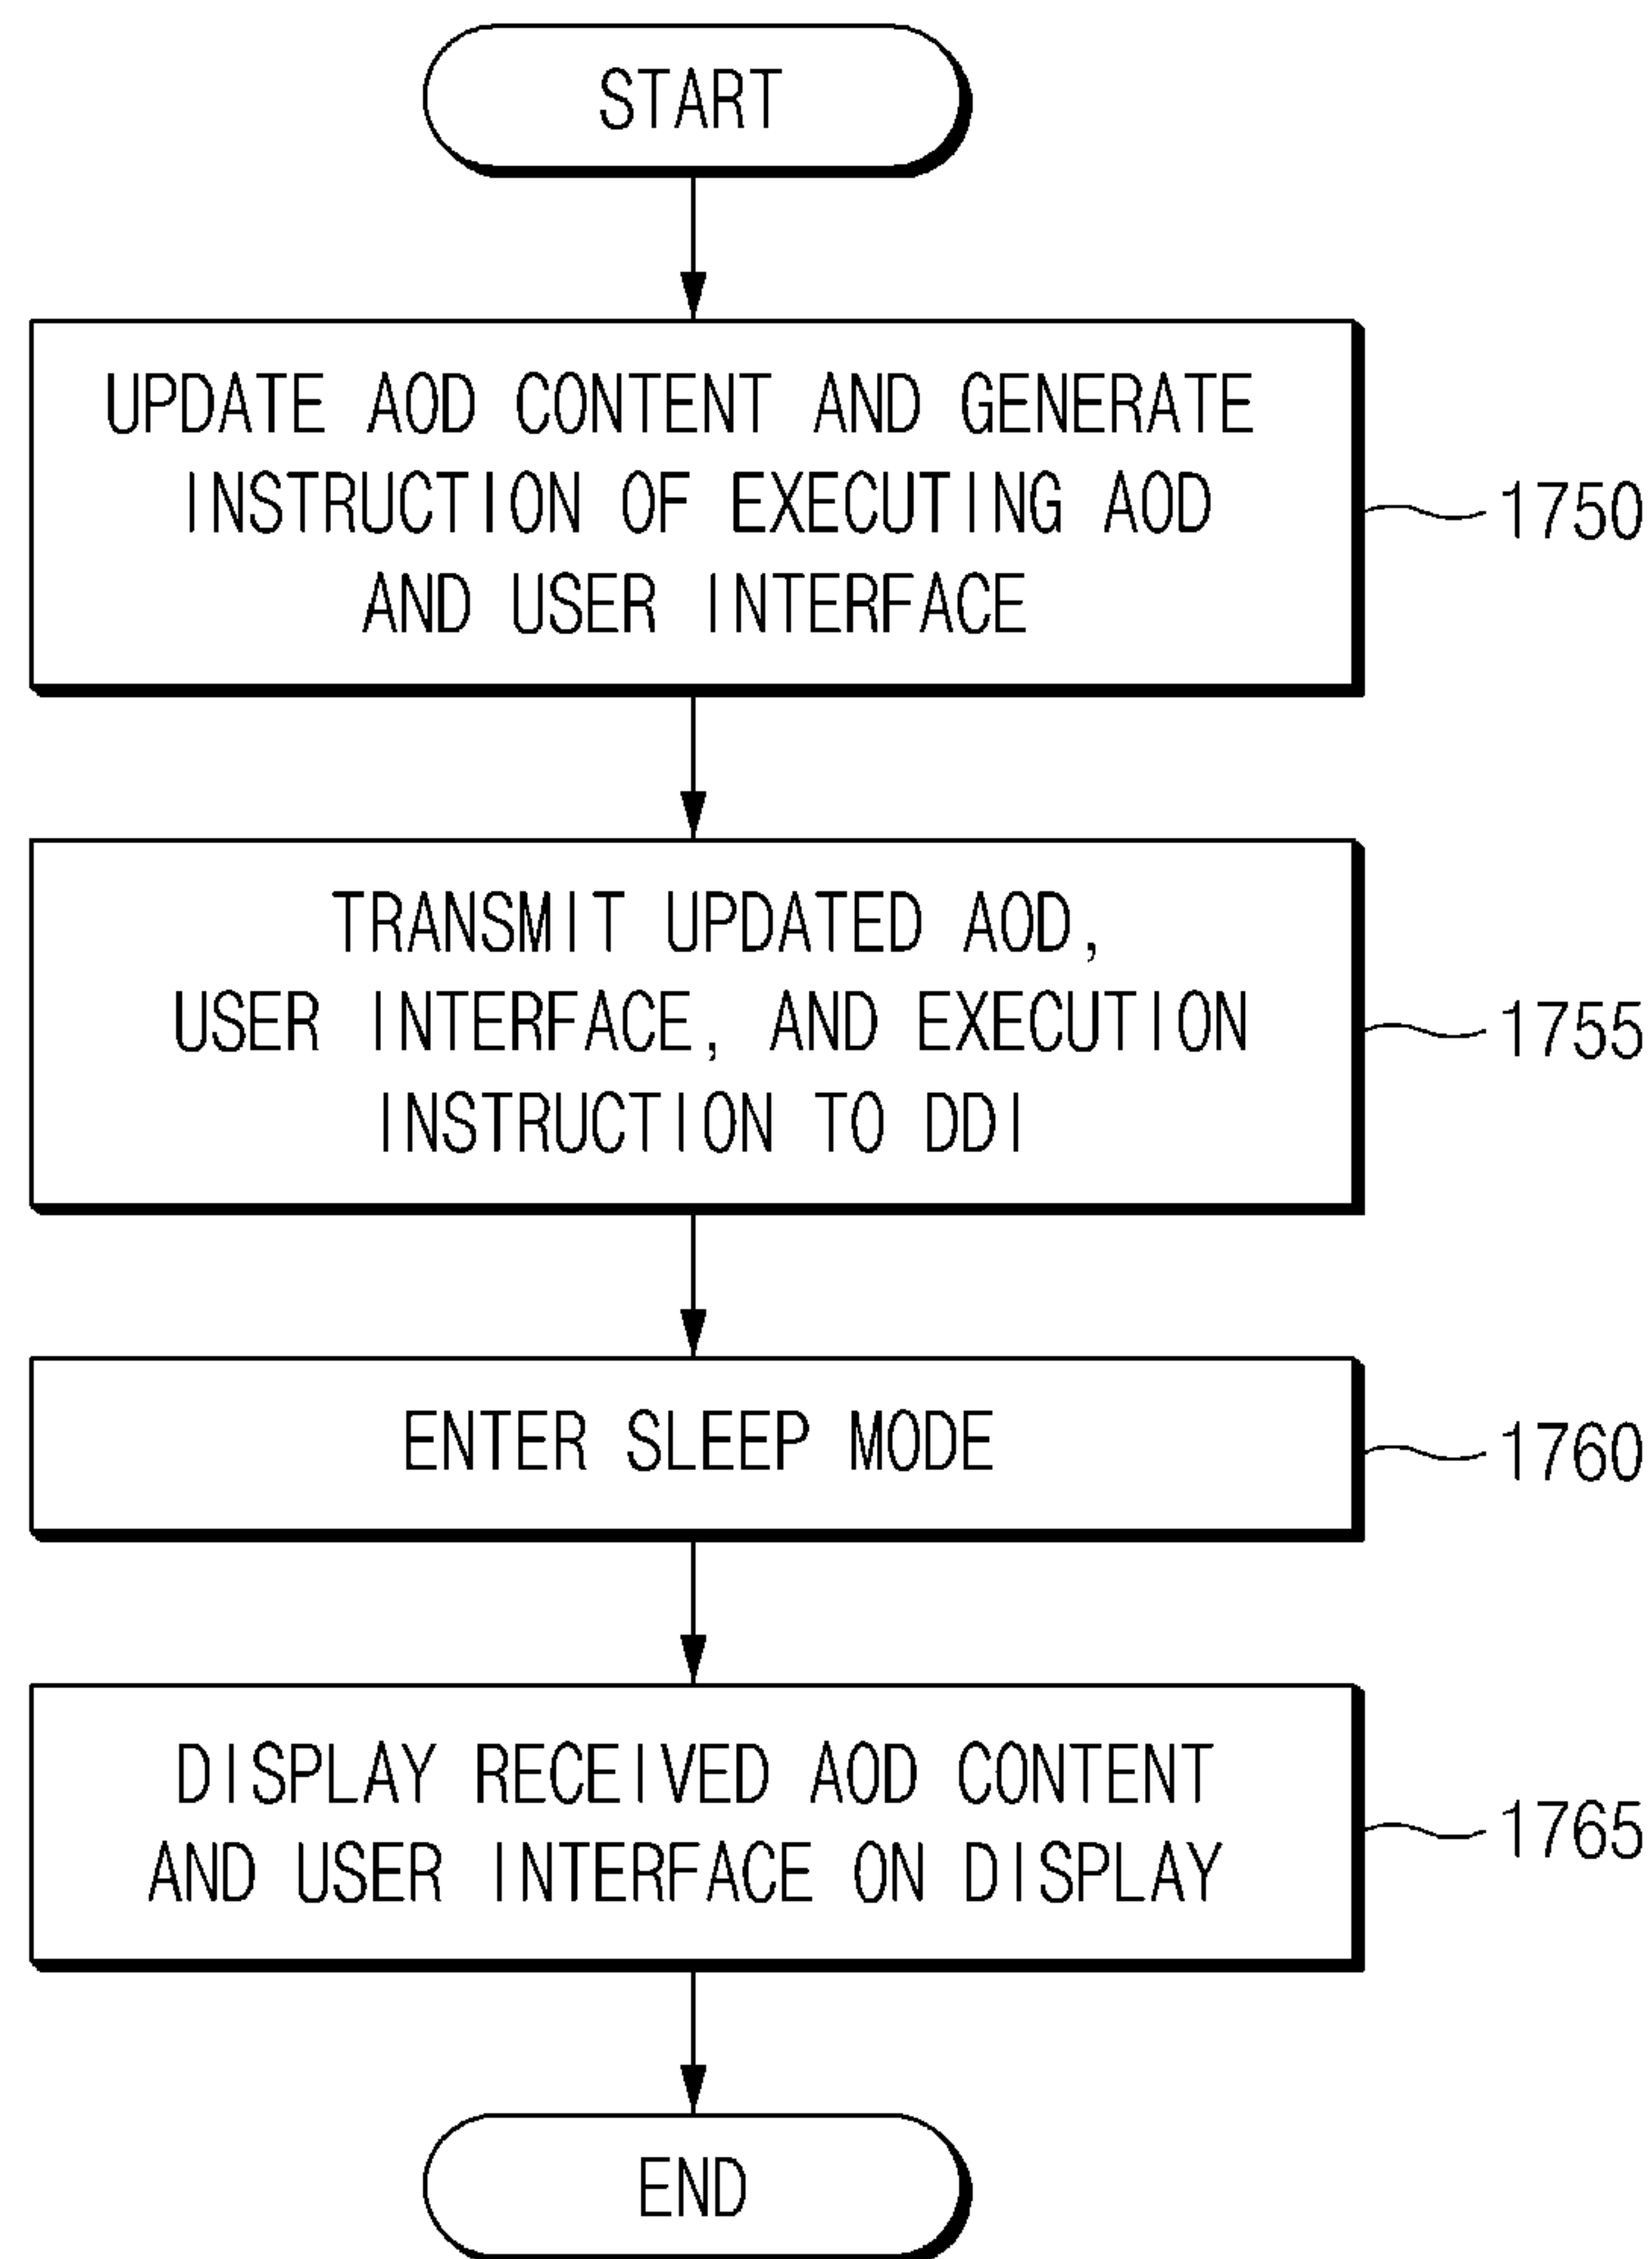 START
UPDATE AOD CONTENT AND GENERATE
INSTRUCTION OF EXECUTING AOD
AND USER INTERFACE
1750
TRANSMIT UPDATED AOD,
USER INTERFACE, AND EXECUTION
INSTRUCTION TO DDI
1755
ENTER SLEEP MODE
1760
DISPLAY RECEIVED AOD CONTENT
AND USER INTERFACE ON DISPLAY
1765
END